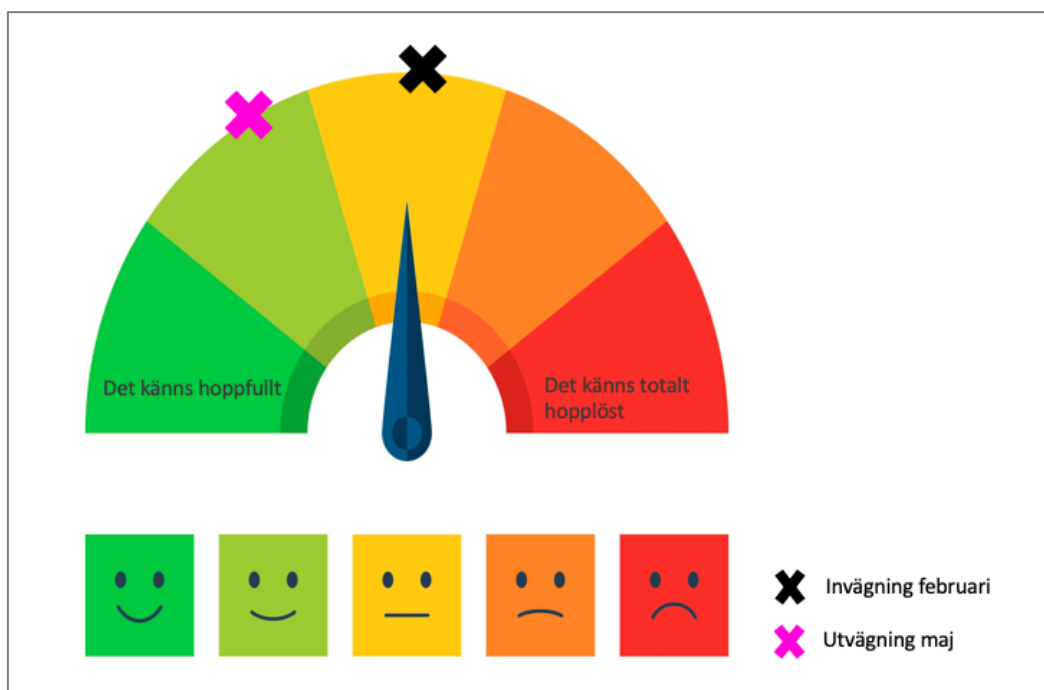 Det känns hoppfullt
Det känns totalt
hopplöst
Invägning februari
Utvägning maj